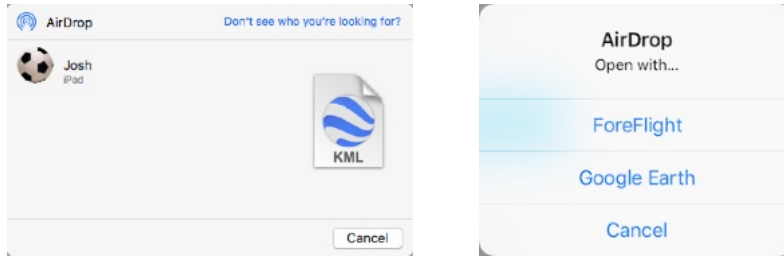 AirDrop
Don't see who you're looking for?
Josh
iPad
KML
Cancel
AirDrop
Open with...
ForeFlight
Google Earth
Cancel